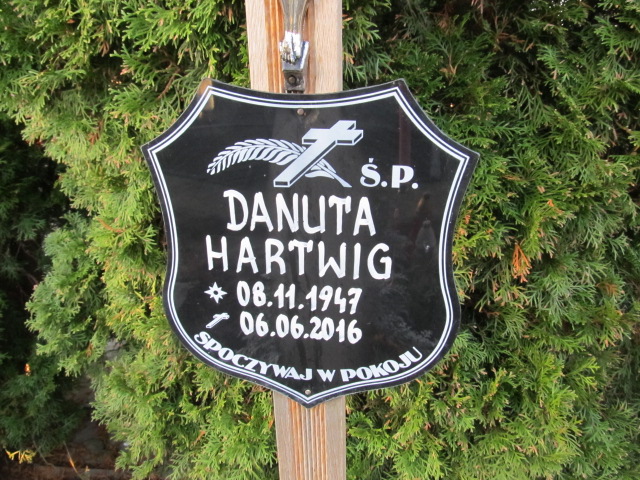 Ś.P.
DANUTA
HARTWIG
08.11.1947
06.06.2016
SPOCZYWAJ W POKOJU